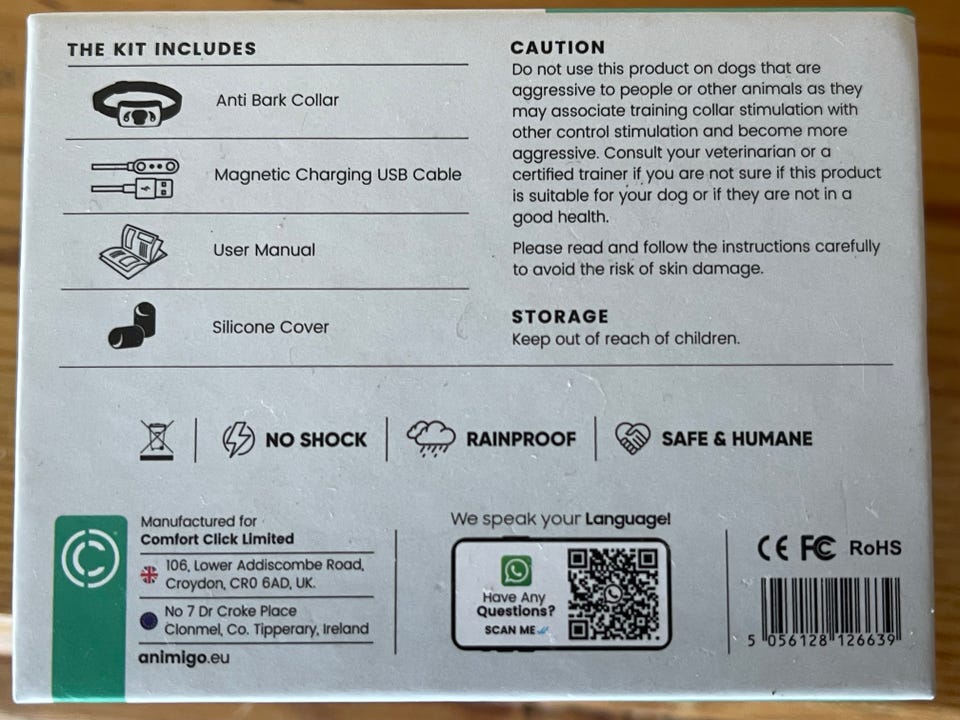 THE KIT INCLUDES
Anti Bark Collar
Magnetic Charging USB Cable
User Manual
Silicone Cover
CAUTION
Do not use this product on dogs that are
aggressive to people or other animals as they
may associate training collar stimulation with
other control stimulation and become more
aggressive. Consult your veterinarian or a
certified trainer if you are not sure if this product
is suitable for your dog or if they are not in a
good health.
Please read and follow the instructions carefully
to avoid the risk of skin damage.
STORAGE
Keep out of reach of children.
NO SHOCK
RAINPROOF
SAFE & HUMANE
Manufactured for
Comfort Click Limited
106, Lower Addiscombe Road,
Croydon, CR0 6AD, UK.
No 7 Dr Croke Place
Clonmel, Co. Tipperary, Ireland
animigo.eu
We speak your Language!
Have Any
Questions?
SCAN ME
CE FC RoHS
5 056128 126639